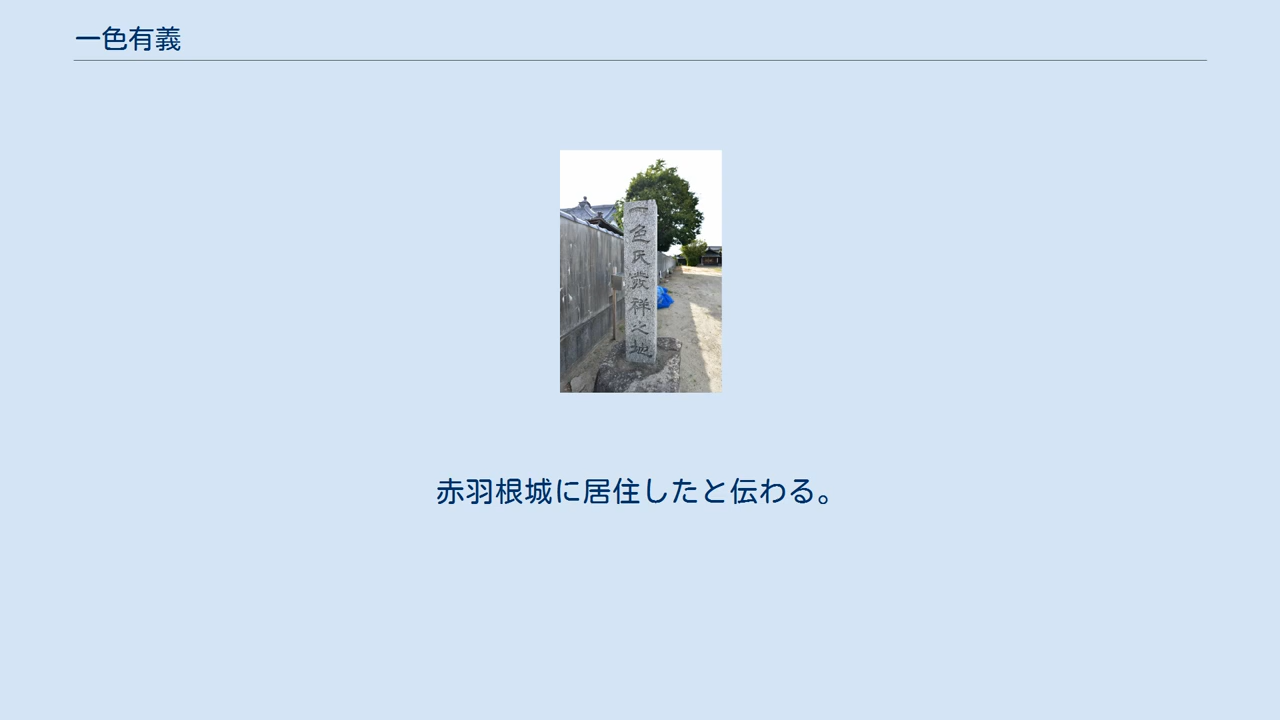 一色有義
一色氏發祥之地
赤羽根城に居住したと伝わる。